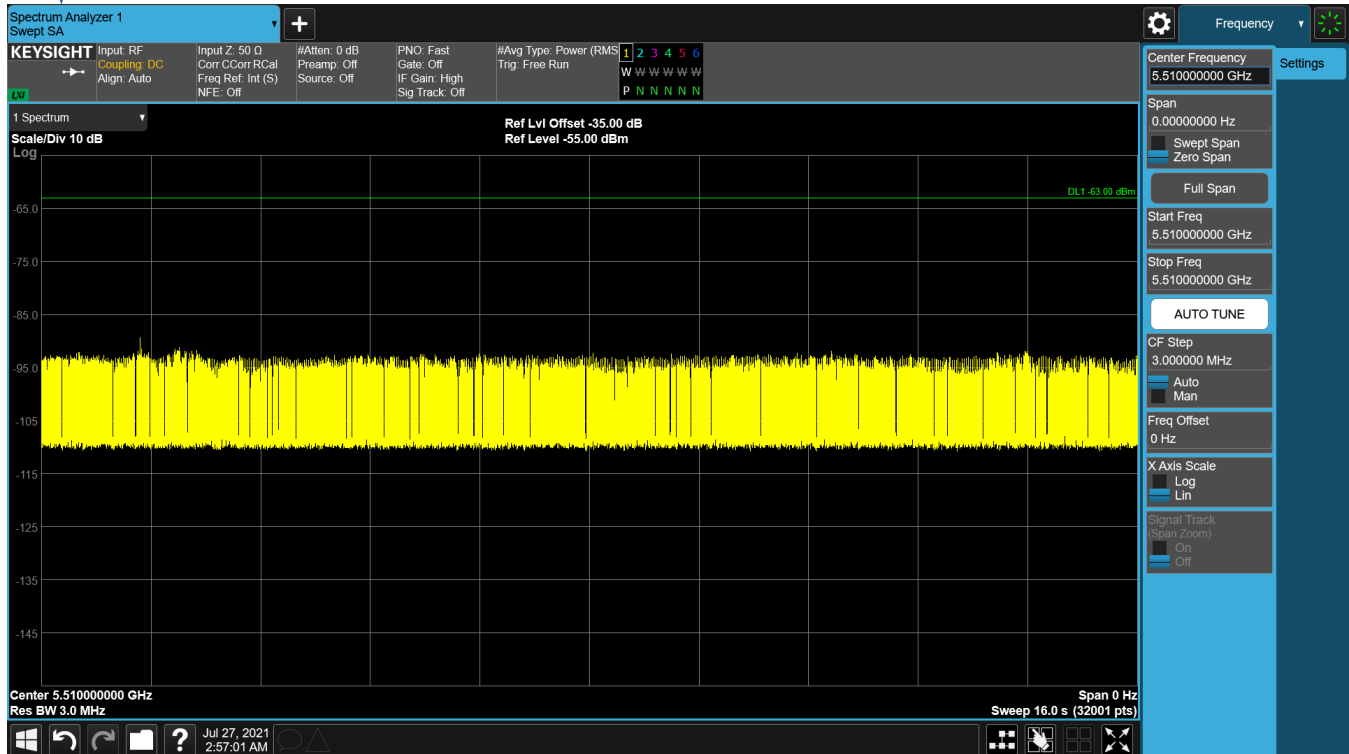 Spectrum Analyzer 1
Swept SA
Frequency
KEYSIGHT
LXI
Input: RF
Coupling: DC
Align: Auto
Input Z: 50 Ω
Corr CCorr RCal
Freq Ref: Int (S)
NFE: Off
#Atten: 0 dB
Preamp: Off
Source: Off
PNO: Fast
Gate: Off
IF Gain: High
Sig Track: Off
#Avg Type: Power (RMS
Trig: Free Run
1 2 3 4 5 6
W W W W W W
P N N N N N
1 Spectrum
Scale/Div 10 dB
Log
Ref Lvl Offset -35.00 dB
Ref Level -55.00 dBm
DL1 -63.00 dBm
-65.0
-75.0
-85.0
-95.0
-105
-115
-125
-135
-145
Center 5.510000000 GHz
Res BW 3.0 MHz
Span 0 Hz
Sweep 16.0 s (32001 pts)
Center Frequency
5.510000000 GHz
Settings
Span
0.00000000 Hz
Swept Span
Zero Span
Full Span
Start Freq
5.510000000 GHz
Stop Freq
5.510000000 GHz
AUTO TUNE
CF Step
3.000000 MHz
Auto
Man
Freq Offset
0 Hz
X Axis Scale
Log
Lin
Signal Track
(Span Zoom)
On
Off
?
Jul 27, 2021
2:57:01 AM